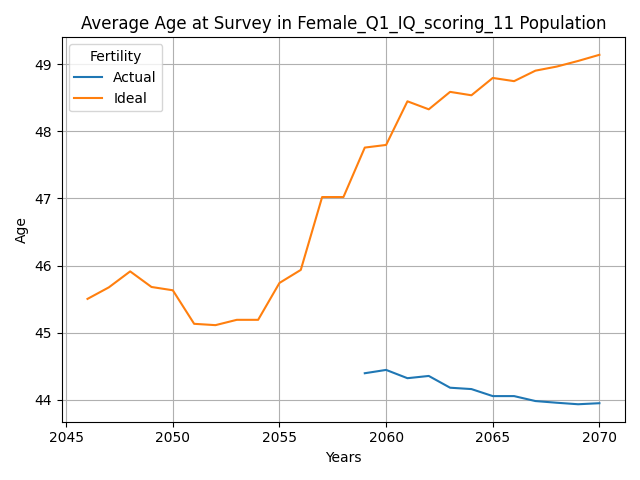 Average Age at Survey in Female_Q1_IQ_scoring_11 Population
Fertility
Actual
Ideal
49
48
47
46
45
44
Age
2045 2050 2055 2060 2065 2070
Years